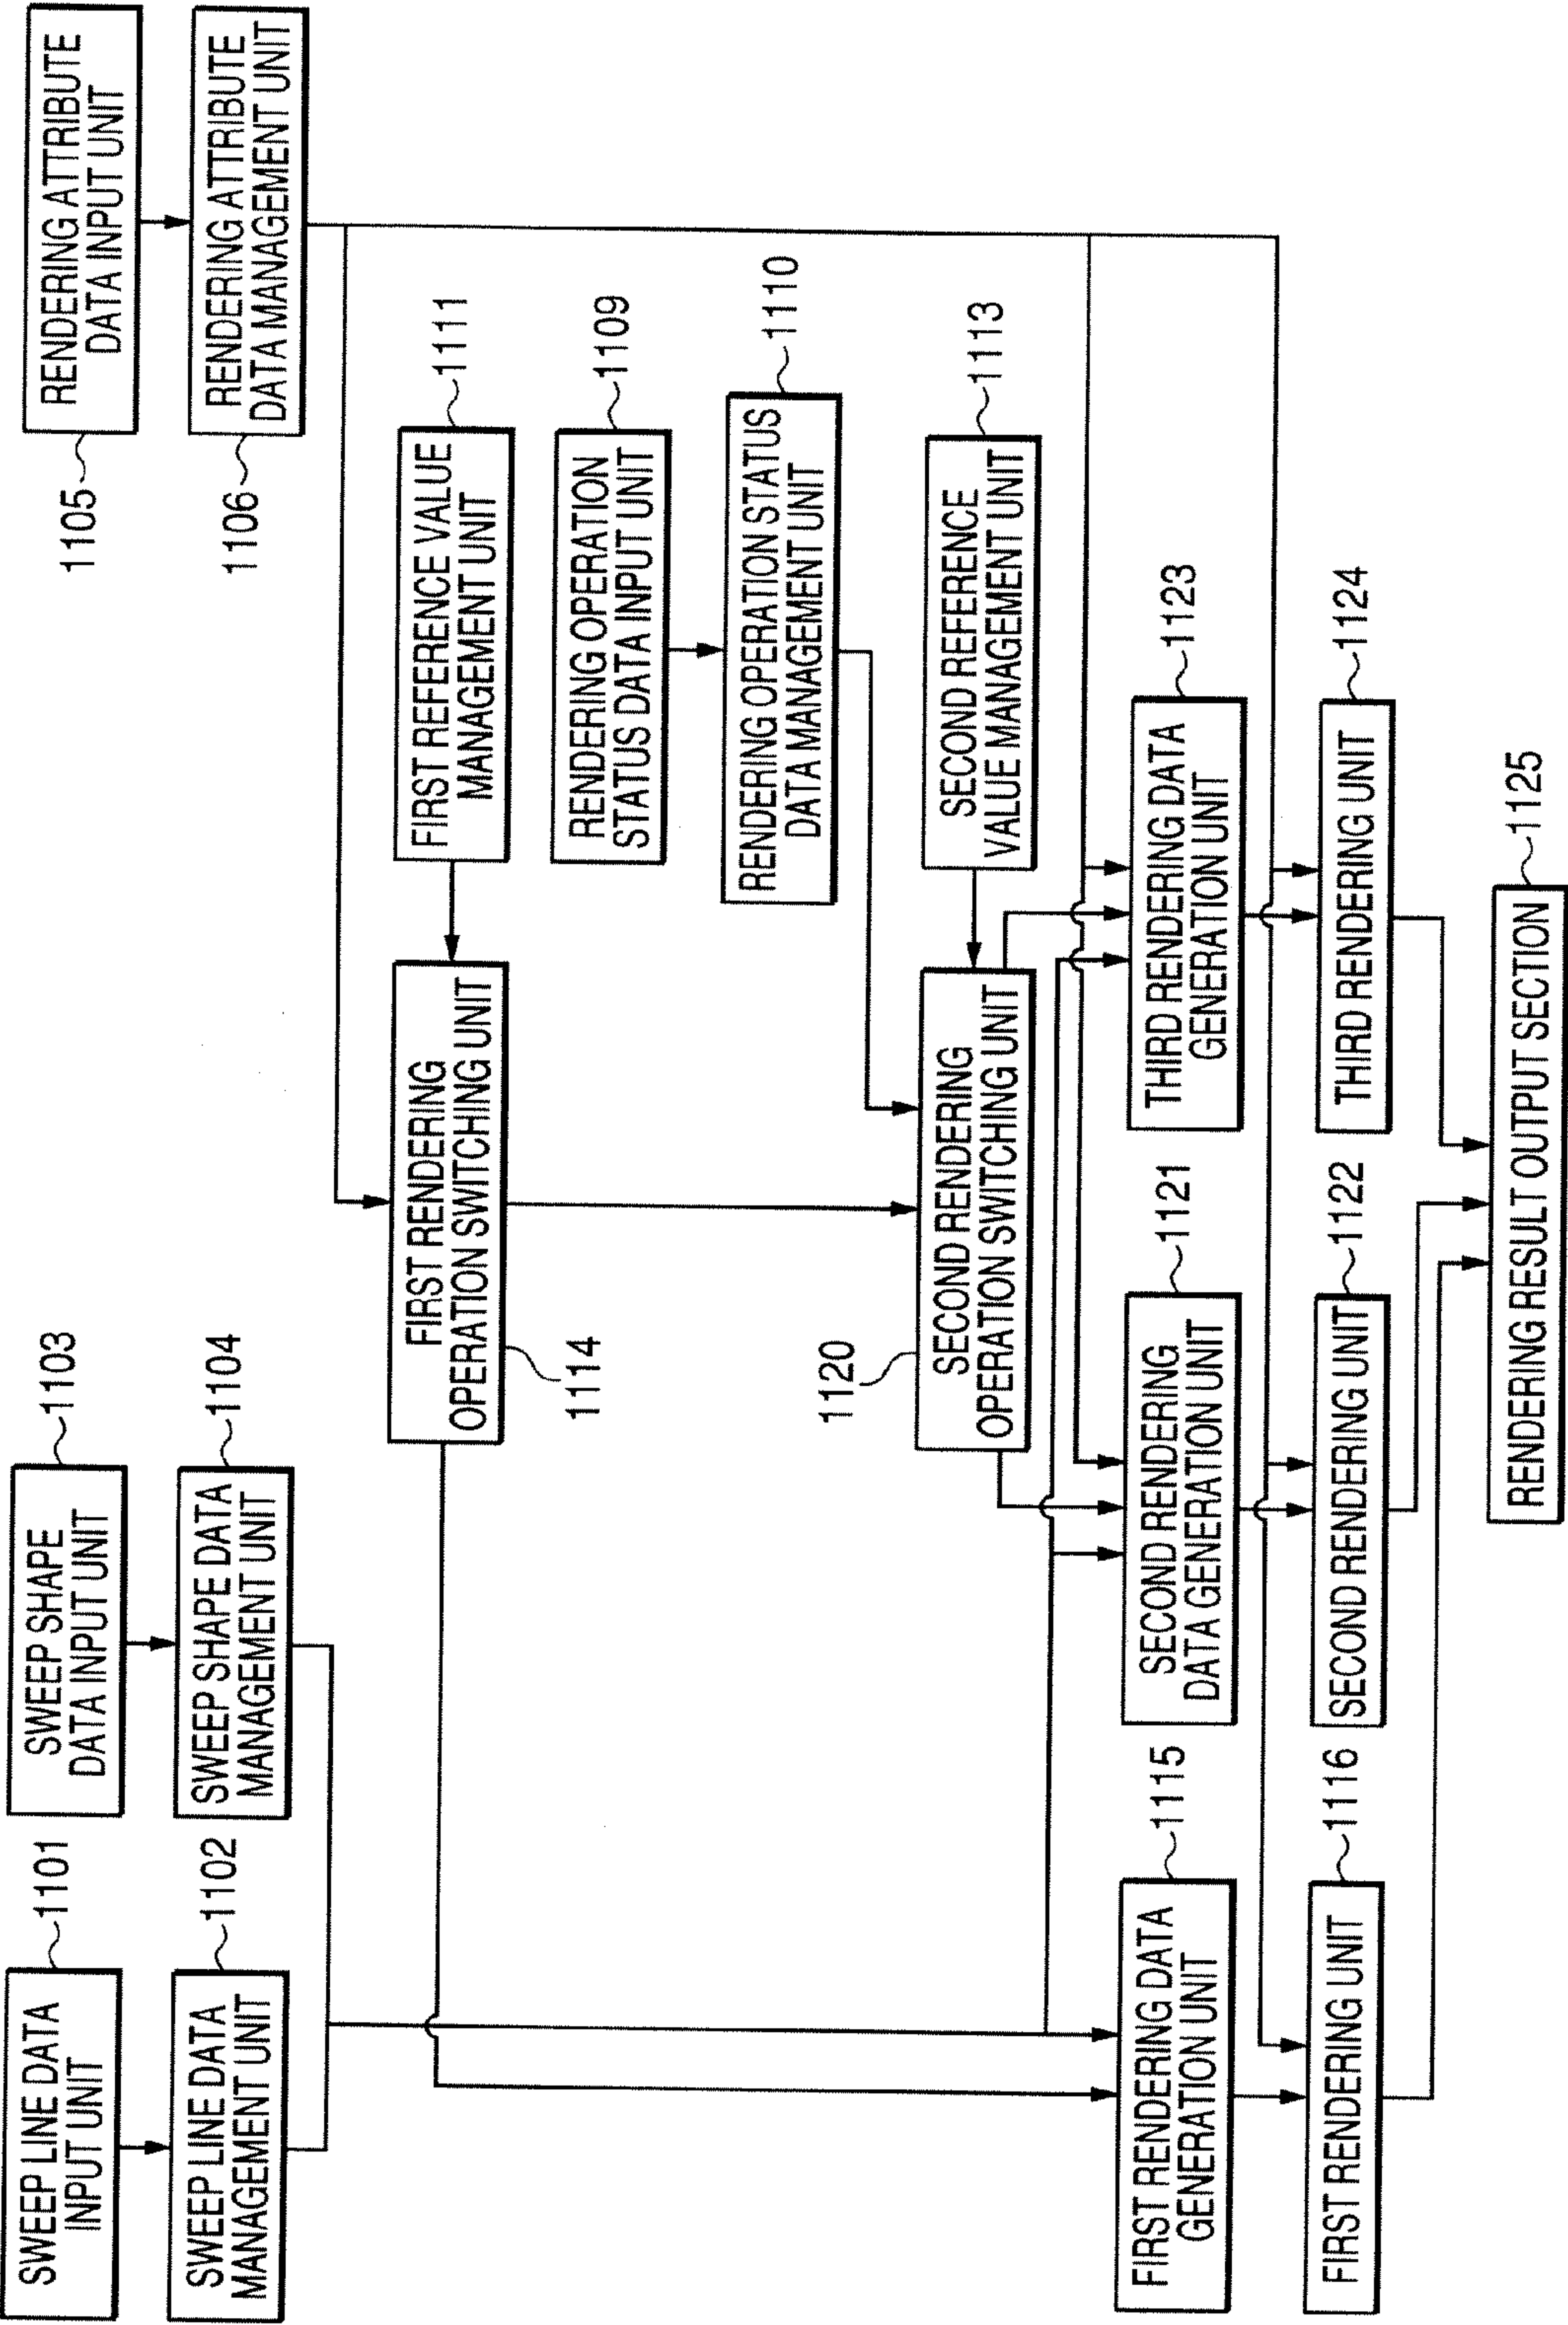 SWEEP LINE DATA
INPUT UNIT
1101
SWEEP SHAPE
DATA INPUT UNIT
1103
1105
RENDERING ATTRIBUTE
DATA INPUT UNIT
SWEEP LINE DATA
MANAGEMENT UNIT
1102
SWEEP SHAPE DATA
MANAGEMENT UNIT
1104
1106
RENDERING ATTRIBUTE
DATA MANAGEMENT UNIT
FIRST RENDERING
OPERATION SWITCHING UNIT
1114
FIRST REFERENCE VALUE
MANAGEMENT UNIT
1111
RENDERING OPERATION
STATUS DATA INPUT UNIT
1109
RENDERING OPERATION STATUS
DATA MANAGEMENT UNIT
1110
1120
SECOND RENDERING
OPERATION SWITCHING UNIT
SECOND REFERENCE
VALUE MANAGEMENT UNIT
1113
FIRST RENDERING DATA
GENERATION UNIT
1115
SECOND RENDERING
DATA GENERATION UNIT
1121
THIRD RENDERING DATA
GENERATION UNIT
1123
FIRST RENDERING UNIT
1116
SECOND RENDERING UNIT
1122
THIRD RENDERING UNIT
1124
RENDERING RESULT OUTPUT SECTION
1125